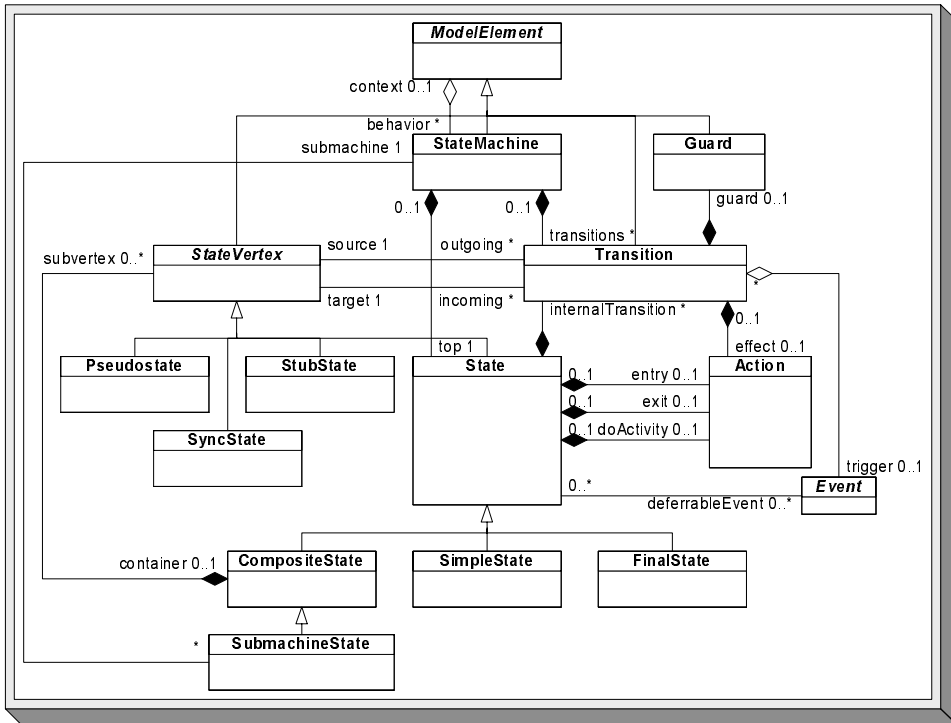 ModelElement
context 0..1
behavior *
submachine 1
StateMachine
Guard
0..1
0..1
guard 0..1
transitions *
subvertex 0..*
StateVertex
source 1
outgoing *
Transition
*
target 1
incoming *
internalTransition *
0..1
top 1
effect 0..1
Pseudostate
StubState
State
Action
0..1
entry 0..1
0..1
exit 0..1
0..1
doActivity 0..1
SyncState
trigger 0..1
0..*
Event
deferrableEvent 0..*
container 0..1
CompositeState
SimpleState
FinalState
*
SubmachineState